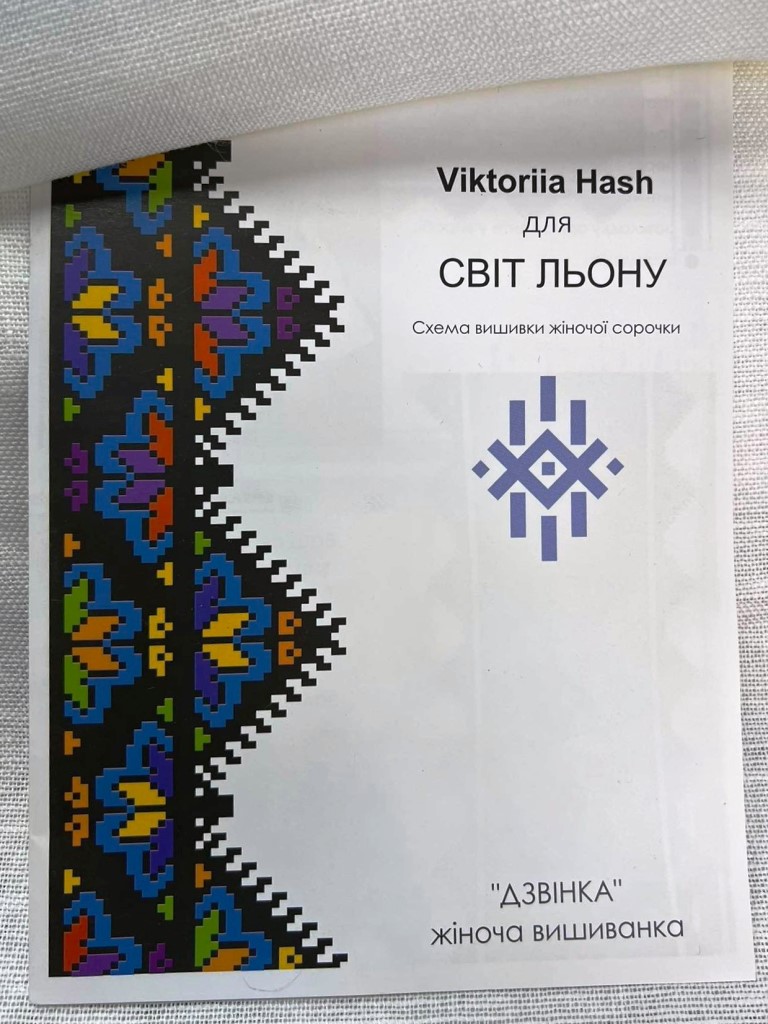 Viktoriia Hash
для
СВІТ ЛЬОНУ
Схема вишивки жіночої сорочки
"ДЗВІНКА"
жіноча вишиванка